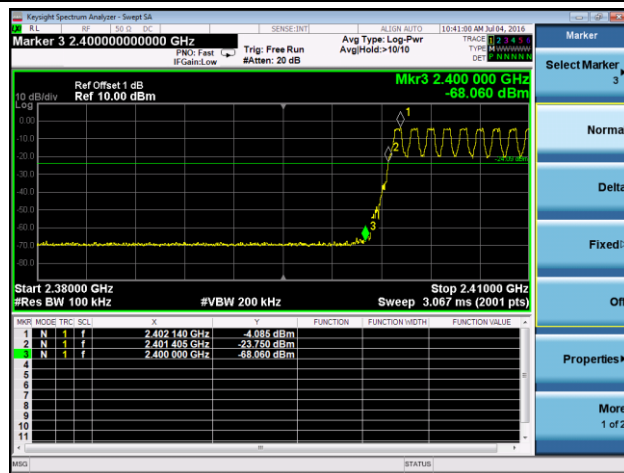 Keysight Spectrum Analyzer - Swept SA
RL RF 50 Ω DC SENSE:INT ALIGN AUTO 10:41:00 AM Jul 04, 2016
Marker 3 2.400000000000 GHz
PNO: Fast
IFGain:Low
Trig: Free Run
#Atten: 20 dB
Avg Type: Log-Pwr
Avg|Hold:>10/10
TRACE 1 2 3 4 5 6
TYPE M WWWWW
DET P NNNNN
Mkr3 2.400 000 GHz
-68.060 dBm
Ref Offset 1 dB
10 dB/div Ref 10.00 dBm
Log
0.00
-10.0
-20.0
-30.0
-40.0
-50.0
-60.0
-70.0
-80.0
1
2
3
-24.09 dBm
Start 2.38000 GHz Stop 2.41000 GHz
#Res BW 100 kHz #VBW 200 kHz Sweep 3.067 ms (2001 pts)
MKR MODE TRC SCL X Y FUNCTION FUNCTION WIDTH FUNCTION VALUE
1 N 1 f 2.402 140 GHz -4.085 dBm
2 N 1 f 2.401 405 GHz -23.750 dBm
3 N 1 f 2.400 000 GHz -68.060 dBm
4
5
6
7
8
9
10
11
MSG STATUS
Marker
Select Marker
3
Norma
Delta
Fixed
Off
Properties
More
1 of 2